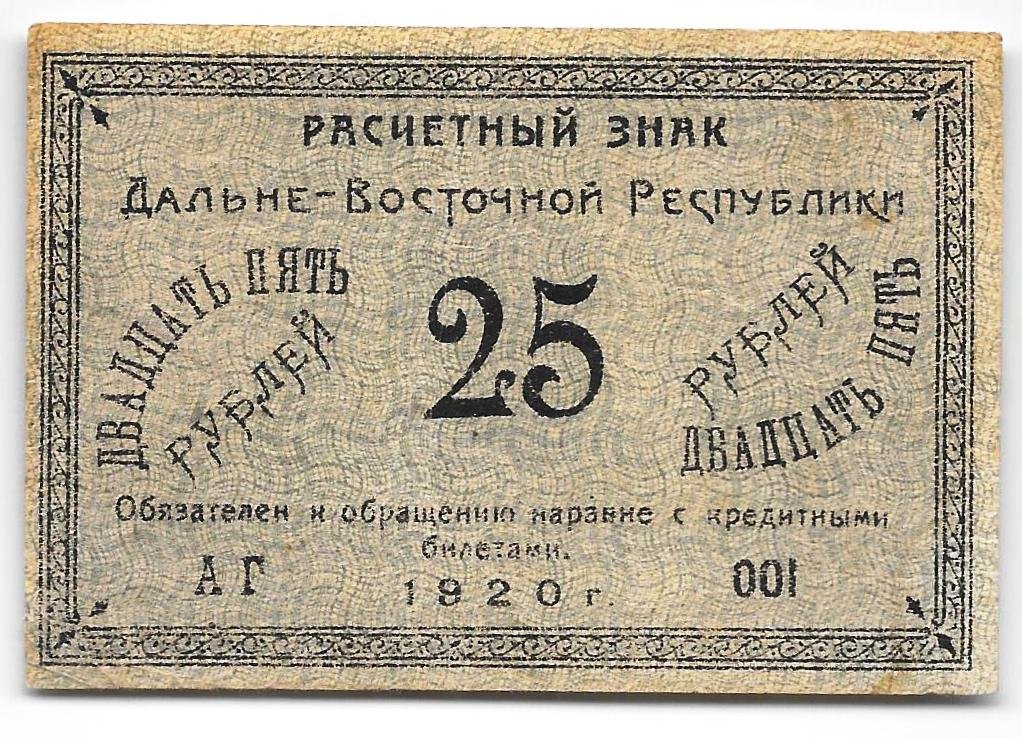 РАСЧЕТНЫЙ ЗНАК
ДАЛЬНЕ-ВОСТОЧНОЙ РЕСПУБЛИКИ
ДВАДЦАТЬ ПЯТЬ
РУБЛЕЙ
25
РУБЛЕЙ
ДВАДЦАТЬ ПЯТЬ
Обязателен к обращению наравне с кредитными
билетами.
АГ
1920 г.
001